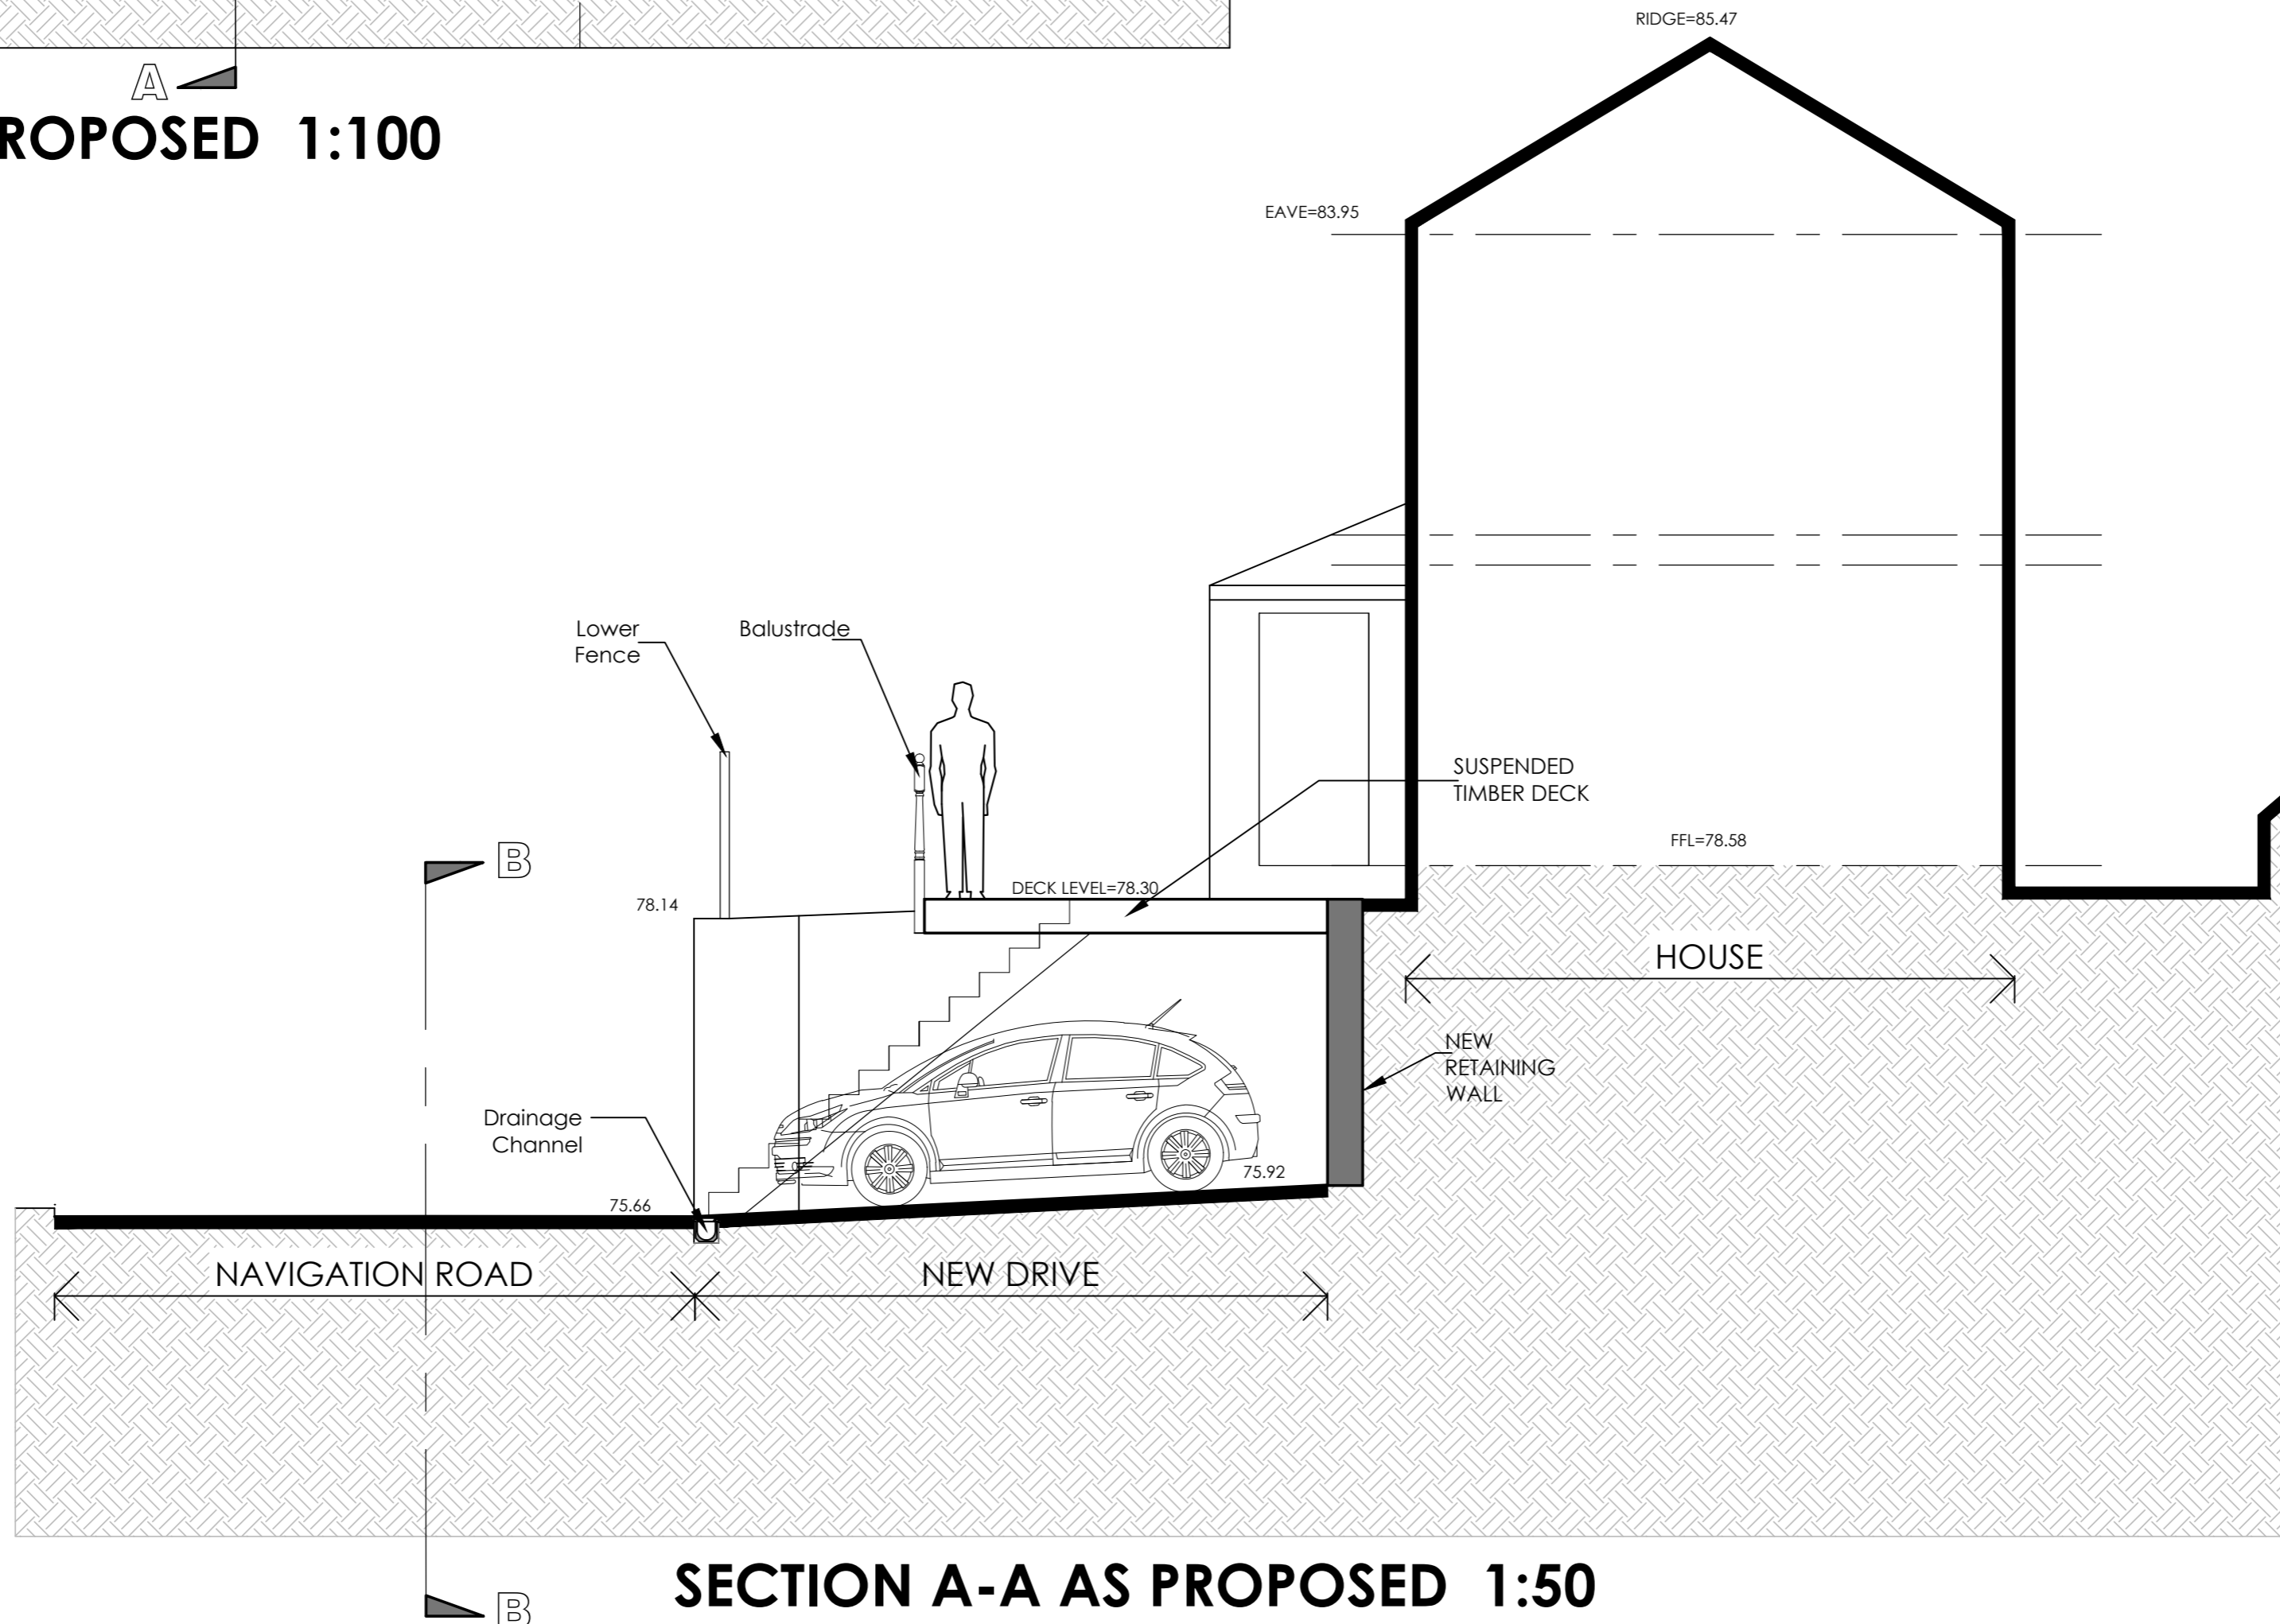 A
ROPOSED 1:100
RIDGE=85.47
EAVE=83.95
Lower
Fence
Balustrade
SUSPENDED
TIMBER DECK
FFL=78.58
B
DECK LEVEL=78.30
78.14
HOUSE
NEW
RETAINING
WALL
Drainage
Channel
75.92
75.66
NAVIGATION ROAD
NEW DRIVE
SECTION A-A AS PROPOSED 1:50
B